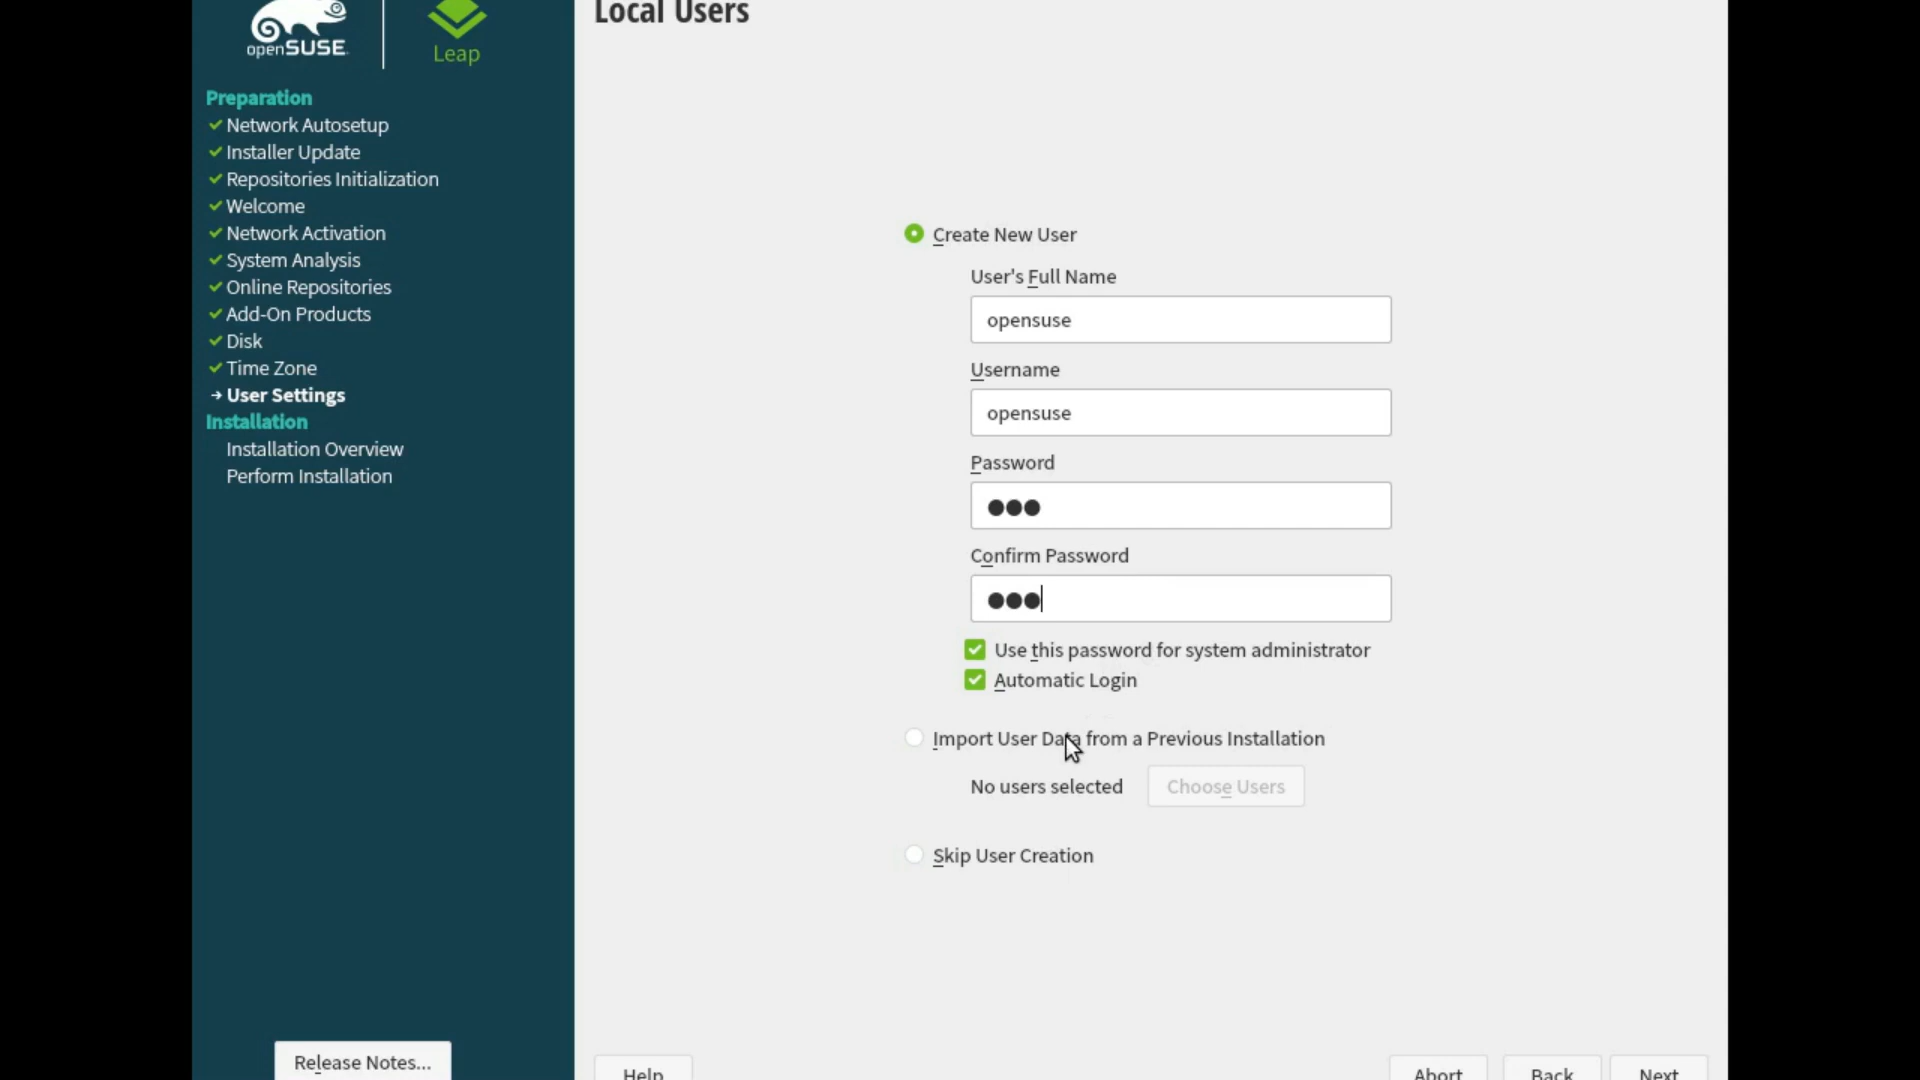 Local Users
openSUSE
Leap
Preparation
Network Autosetup
Installer Update
Repositories Initialization
Welcome
Network Activation
System Analysis
Online Repositories
Add-On Products
Disk
Time Zone
User Settings
Installation
Installation Overview
Perform Installation
Release Notes...
Create New User
User's Full Name
opensuse
Username
opensuse
Password
●●●
Confirm Password
●●●
Use this password for system administrator
Automatic Login
Import User Data from a Previous Installation
No users selected Choose Users
Skip User Creation
Help Abort Back Next